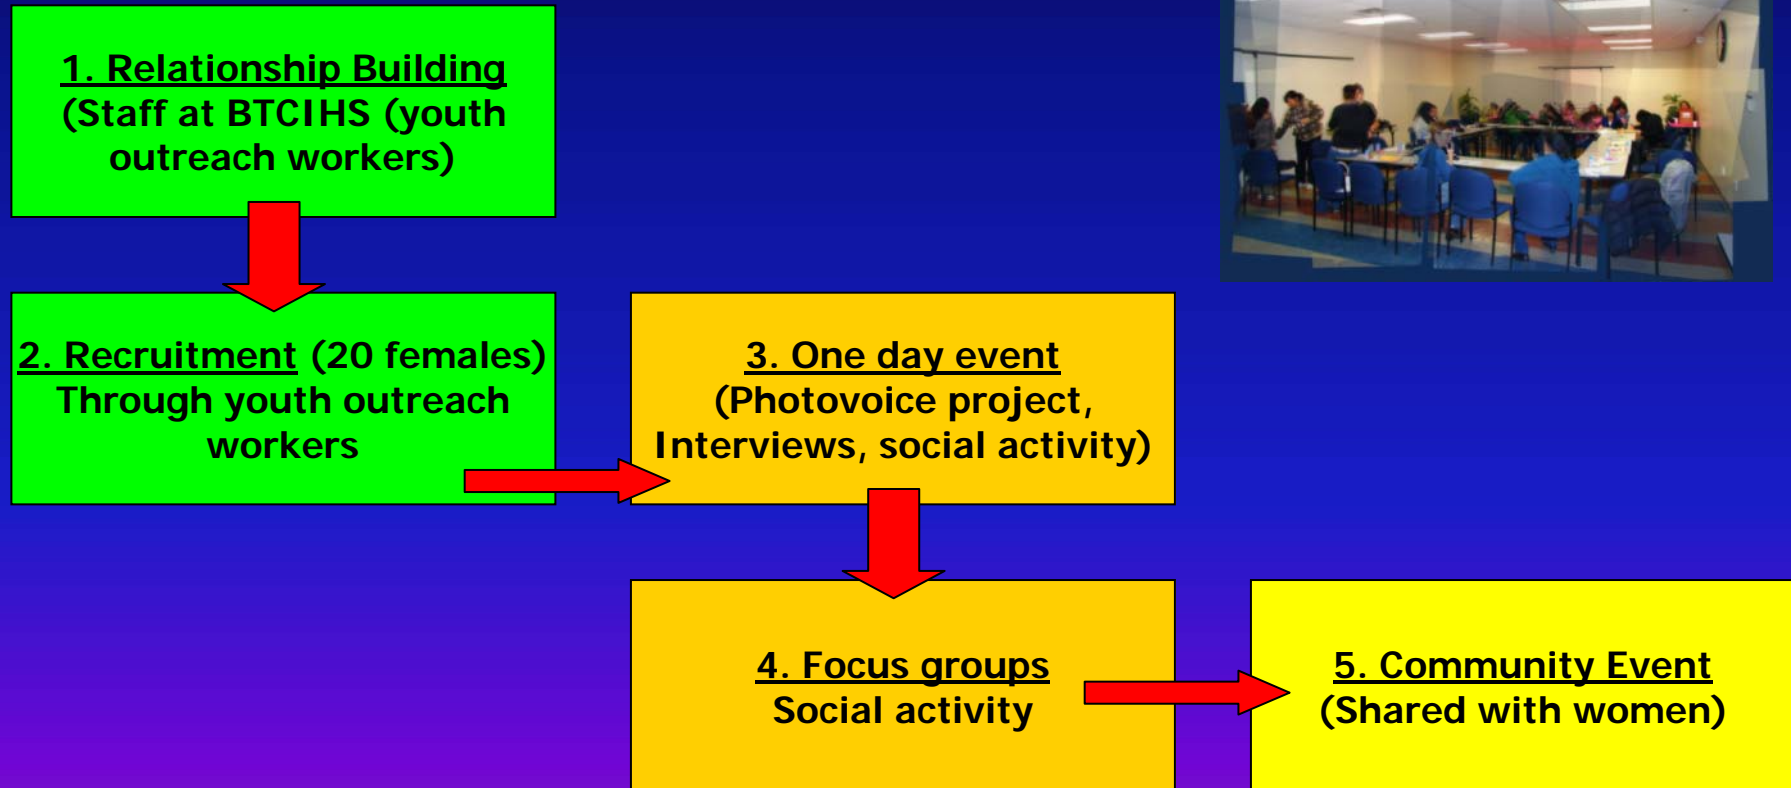 1. Relationship Building
(Staff at BTCIHS (youth
outreach workers)
2. Recruitment (20 females)
Through youth outreach
workers
3. One day event
(Photovoice project,
Interviews, social activity)
4. Focus groups
Social activity
5. Community Event
(Shared with women)